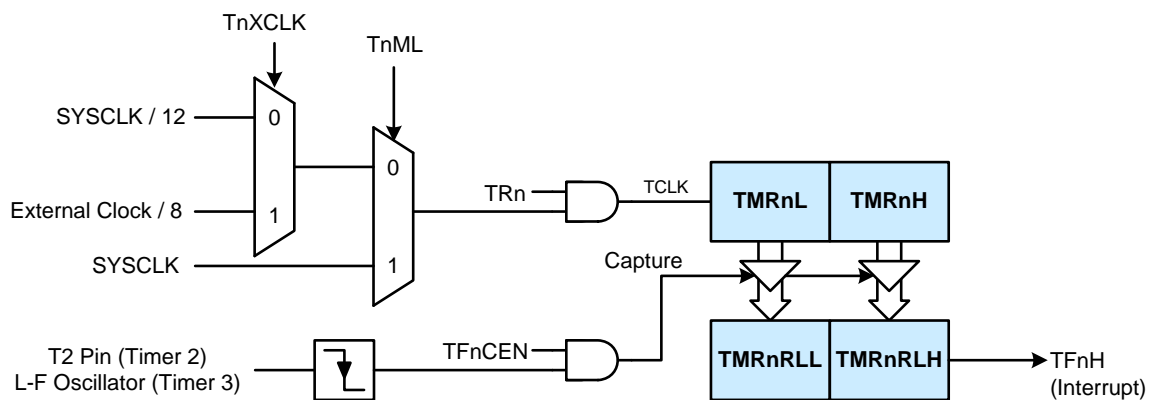 TnXCLK
TnML
SYSCLK / 12
0
0
External Clock / 8
1
TRn
TCLK
TMRnL
TMRnH
SYSCLK
1
Capture
T2 Pin (Timer 2)
L-F Oscillator (Timer 3)
TFnCEN
TMRnRLL
TMRnRLH
TFnH
(Interrupt)